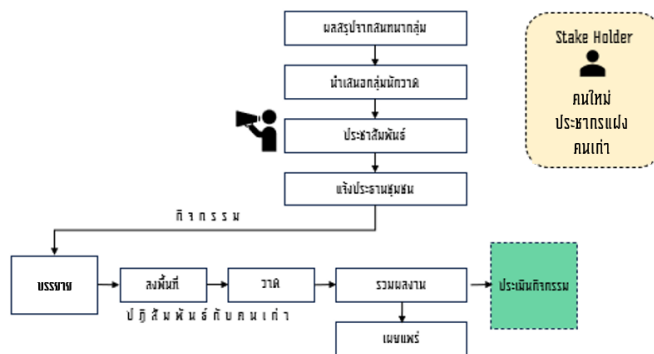 ผลสรุปจากสนทนากลุ่ม
Stake Holder
นำเสนอกลุ่มนักวาด
คนใหม่
ประชากรแฝง
คนเก่า
ประชาสัมพันธ์
แจ้งประธานชุมชน
กิจกรรม
บรรยาย
ลงพื้นที่
วาด
รวมผลงาน
ประเมินกิจกรรม
ปฏิสัมพันธ์กับคนเก่า
เผยแพร่